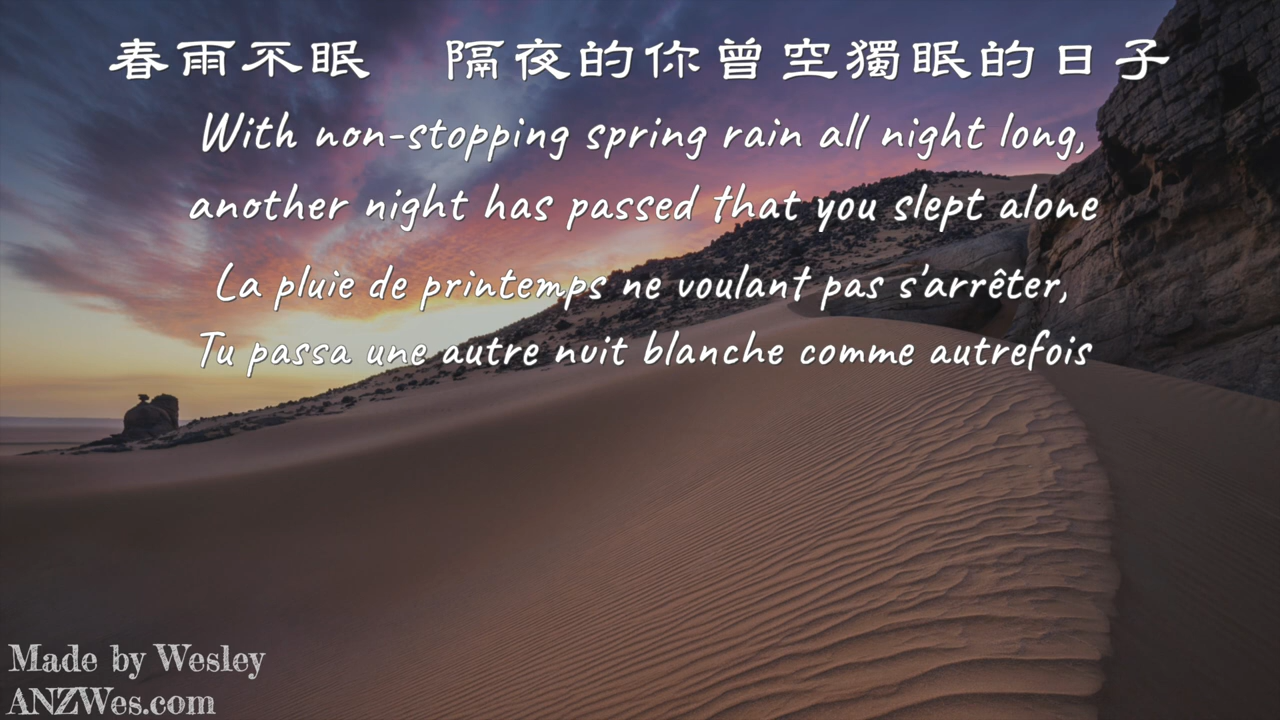 春雨不眠　隔夜的你曾空獨眠的日子
With non-stopping spring rain all night long,
another night has passed that you slept alone
La pluie de printemps ne voulant pas s'arrêter,
Tu passa une autre nuit blanche comme autrefois
Made by Wesley
ANZWes.com